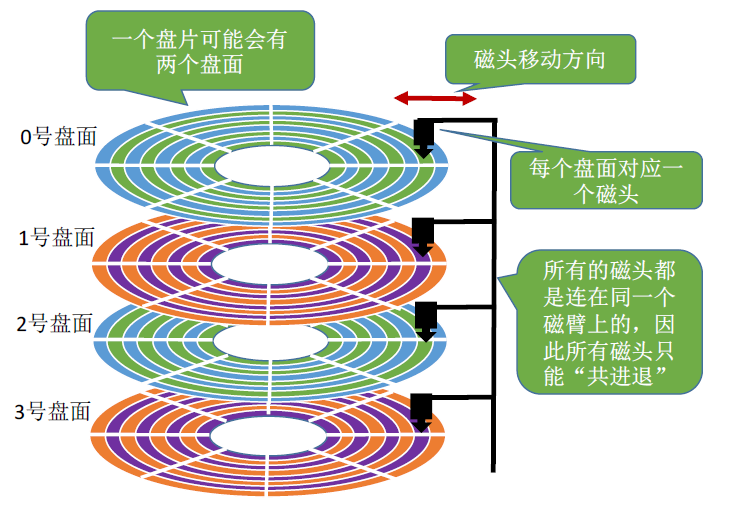 一个盘片可能会有
两个盘面
磁头移动方向
0号盘面
每个盘面对应一
个磁头
1号盘面
所有的磁头都
是连在同一个
磁臂上的，因
此所有磁头只
能“共进退”
2号盘面
3号盘面